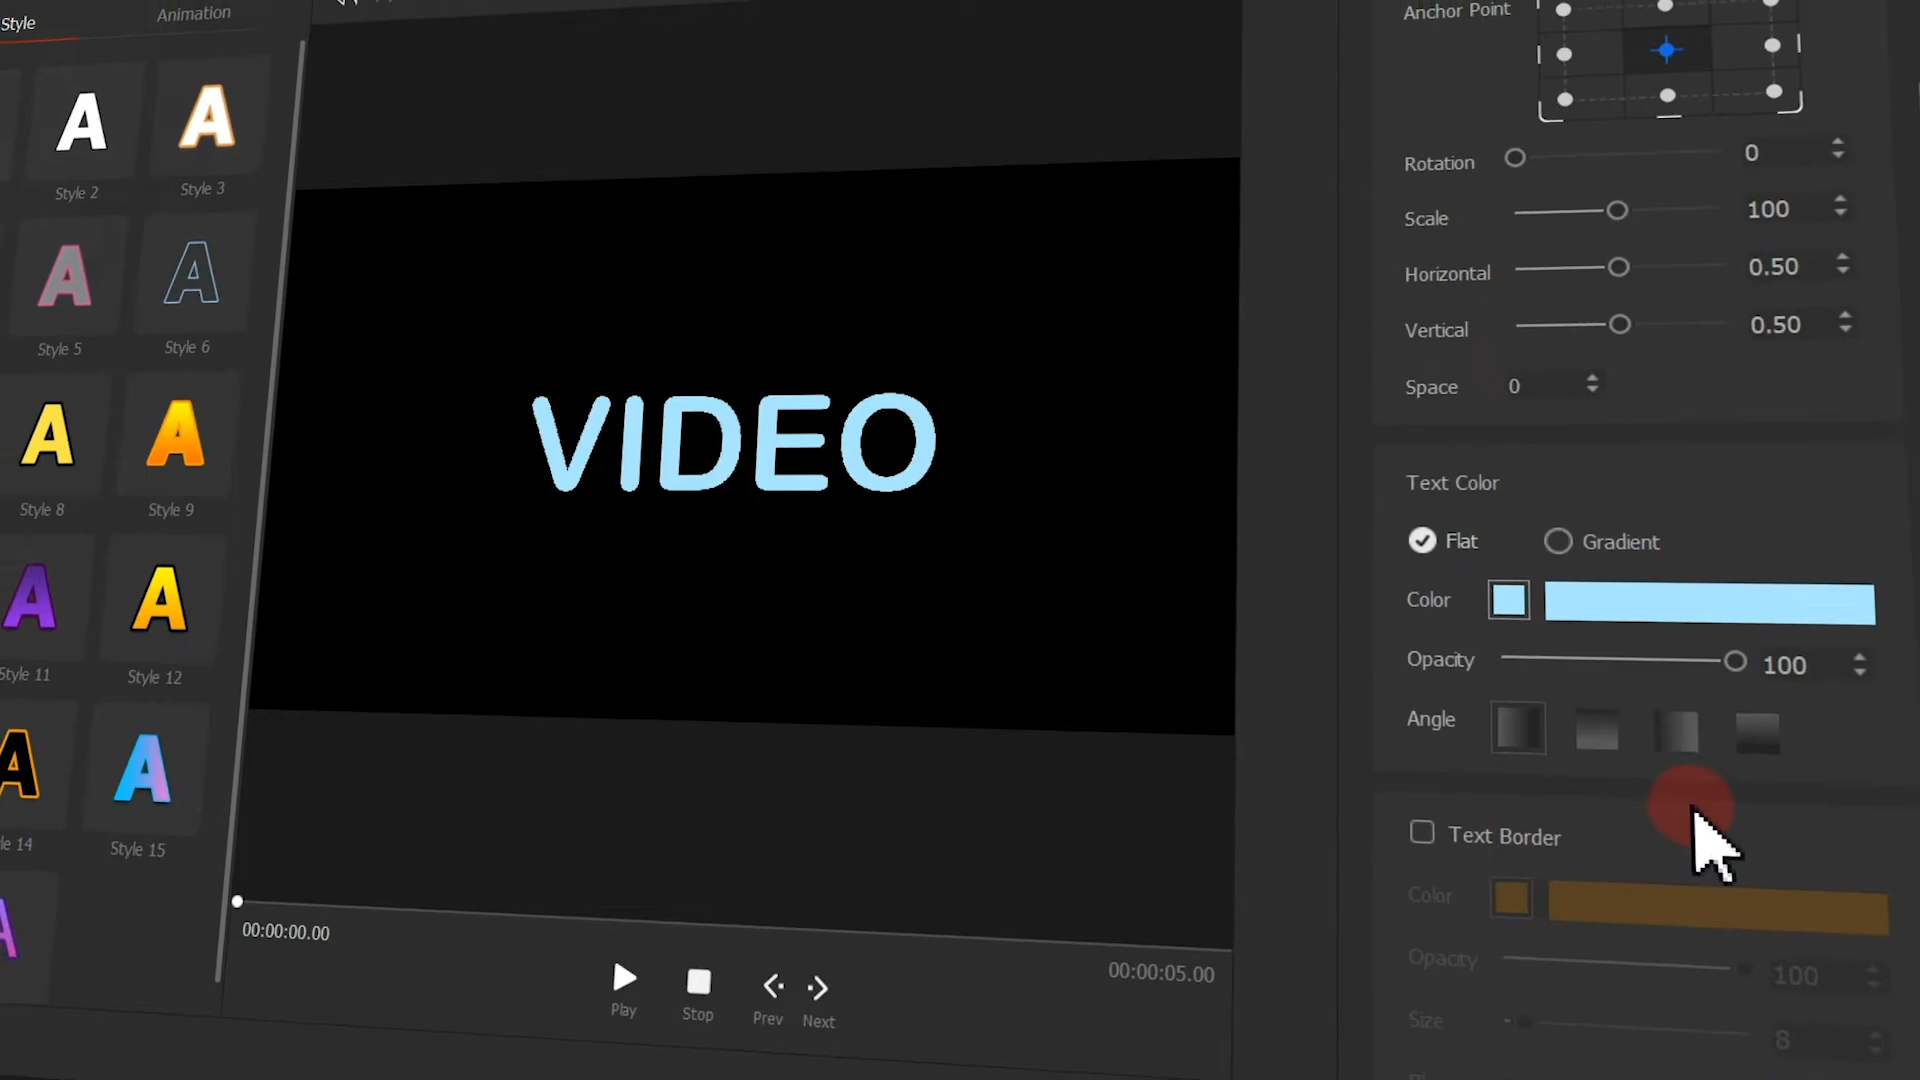 Style
Animation
Style 2
Style 3
Style 5
Style 6
Style 8
Style 9
Style 11
Style 12
Style 15
VIDEO
00:00:00.00
00:00:05.00
Play
Stop
Prev
Next
Anchor Point
Rotation 0
Scale 100
Horizontal 0.50
Vertical 0.50
Space 0
Text Color
Flat
Gradient
Color
Opacity 100
Angle
Text Border
Color
Opacity 100
Size 8